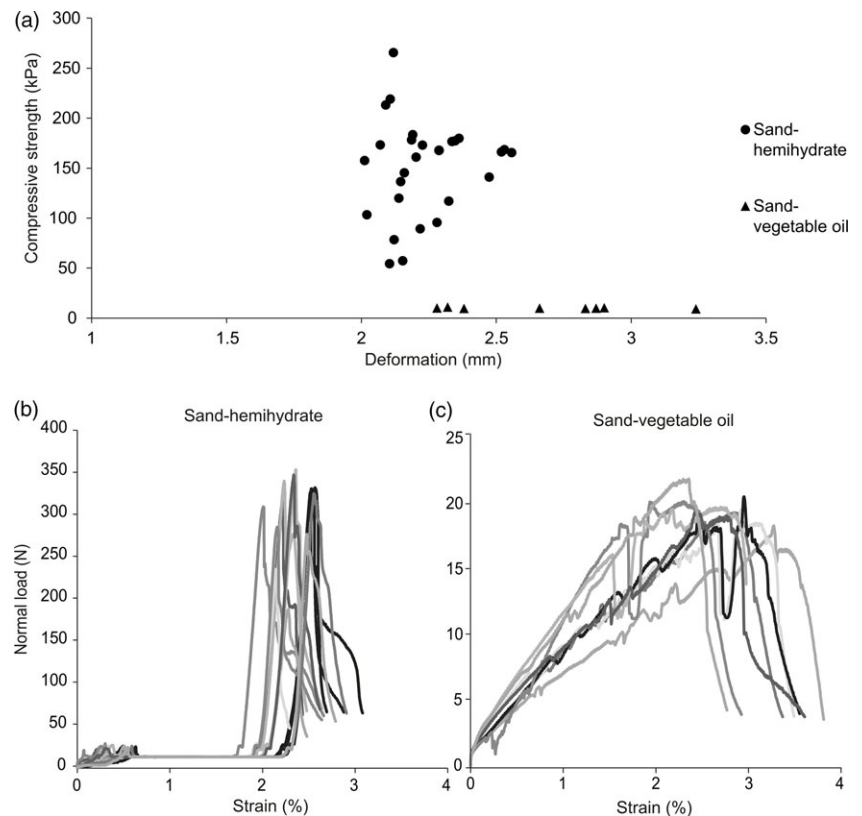 (a)
300
250
200
150
100
50
0
Compressive strength (kPa)
1
1.5
2
2.5
3
3.5
Deformation (mm)
Sand-
hemihydrate
Sand-
vegetable oil
(b)
Sand-hemihydrate
400
350
300
250
200
150
100
50
0
Normal load (N)
0
1
2
3
4
Strain (%)
(c)
Sand-vegetable oil
25
20
15
10
5
0
0
1
2
3
4
Strain (%)